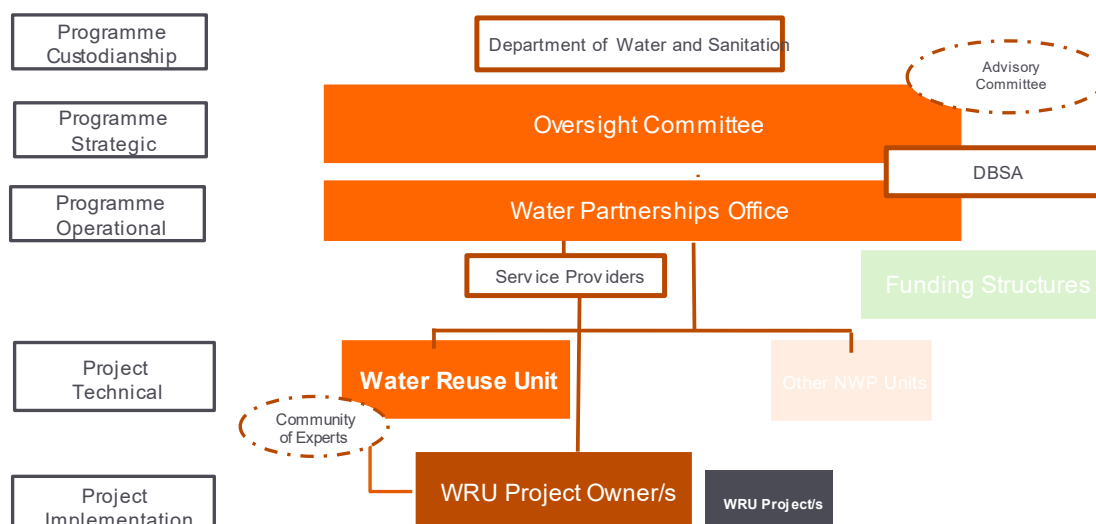 Programme
Custodianship
Department of Water and Sanitation
Advisory
Committee
Programme
Strategic
Oversight Committee
DBSA
Programme
Operational
Water Partnerships Office
Service Providers
Funding Structures
Project
Technical
Water Reuse Unit
Other NWP Units
Community
of Experts
Project
Implementation
WRU Project Owner/s
WRU Project/s